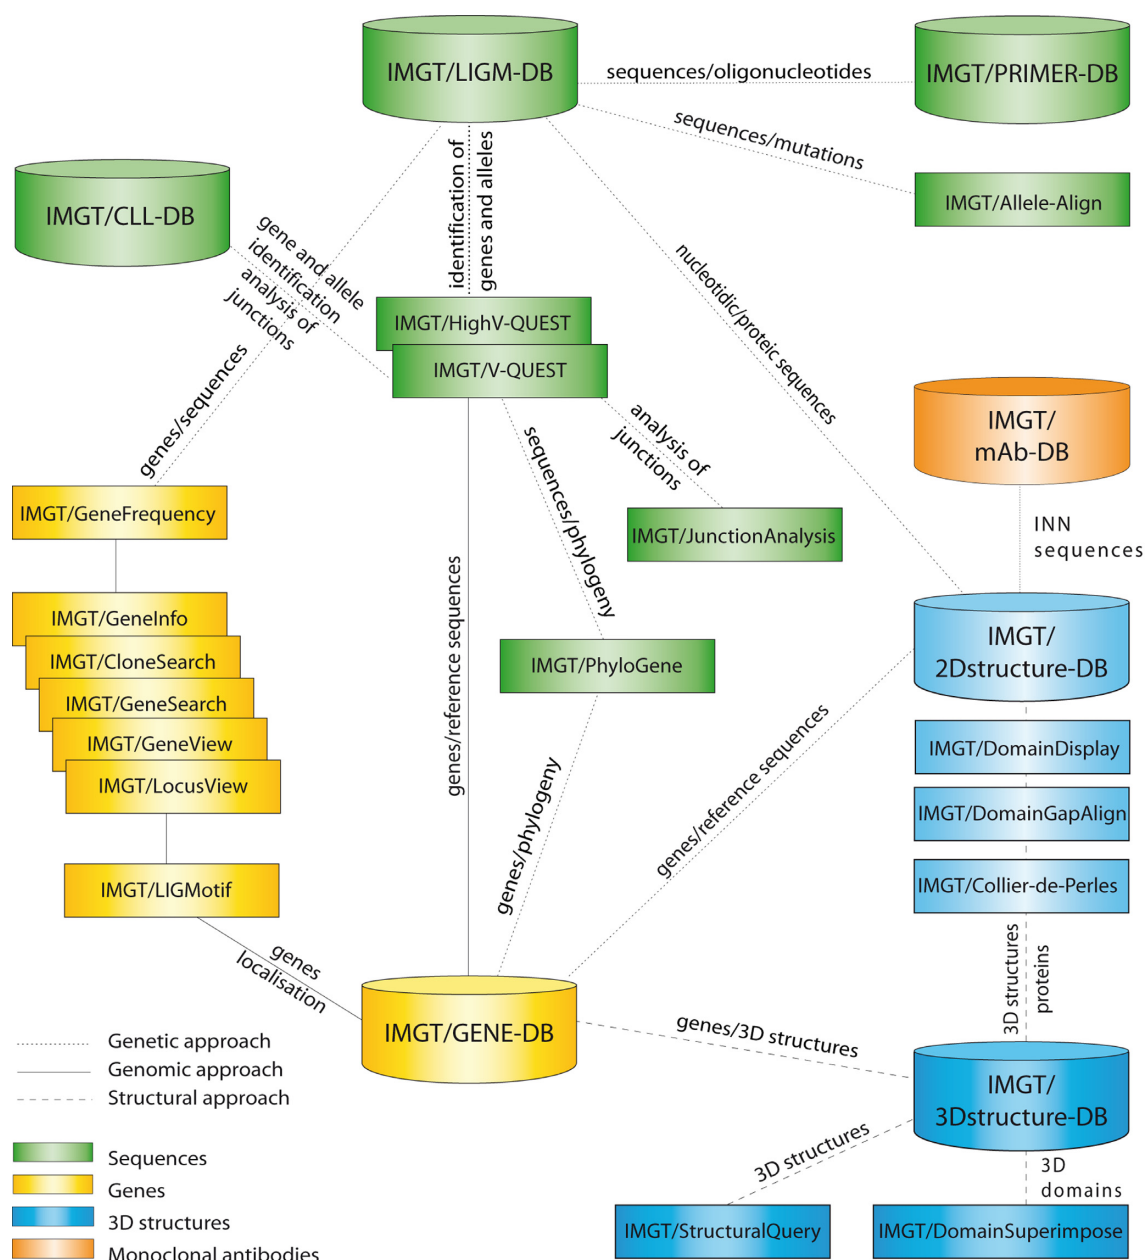 IMGT/LIGM-DB
sequences/oligonucleotides
IMGT/PRIMER-DB
sequences/mutations
IMGT/Allele-Align
IMGT/CLL-DB
gene and allele
identification
analysis of
junctions
identification of
genes and alleles
nucleotidic/proteic sequences
IMGT/HighV-QUEST
IMGT/V-QUEST
genes/sequences
analysis of
junctions
sequences/phylogeny
IMGT/
mAb-DB
INN
sequences
IMGT/GeneFrequency
IMGT/JunctionAnalysis
IMGT/GeneInfo
IMGT/CloneSearch
IMGT/GeneSearch
IMGT/GeneView
IMGT/LocusView
genes/reference sequences
IMGT/PhyloGene
IMGT/
2Dstructure-DB
IMGT/DomainDisplay
IMGT/DomainGapAlign
IMGT/Collier-de-Perles
genes/reference sequences
genes/phylogeny
IMGT/LIGMotif
genes
localisation
3D structures
proteins
IMGT/GENE-DB
genes/3D structures
IMGT/
3Dstructure-DB
3D structures
3D
domains
IMGT/StructuralQuery
IMGT/DomainSuperimpose
Genetic approach
Genomic approach
Structural approach
Sequences
Genes
3D structures
Monoclonal antibodies